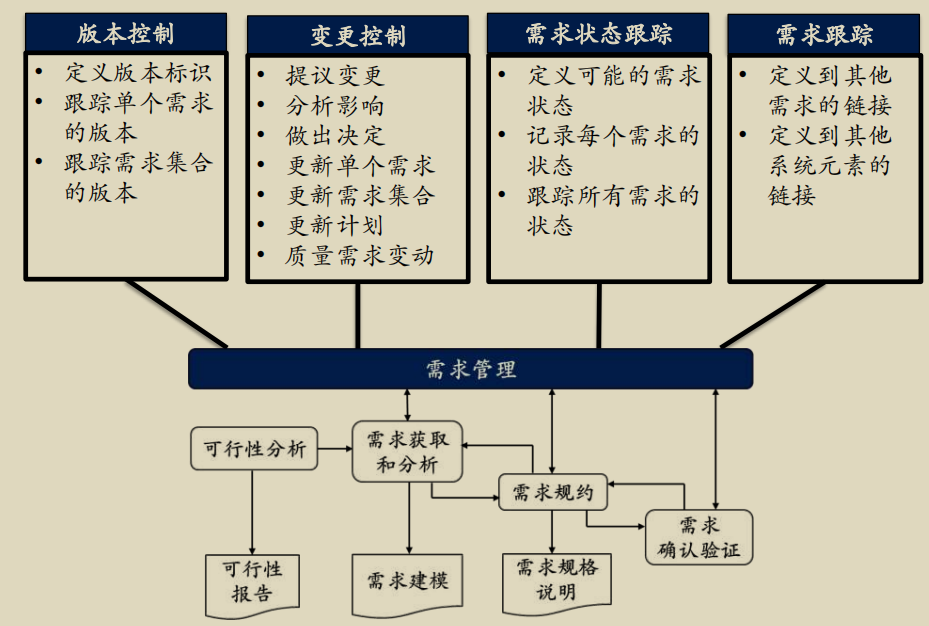 版本控制
• 定义版本标识
• 跟踪单个需求
的版本
• 跟踪需求集合
的版本
变更控制
• 提议变更
• 分析影响
• 做出决定
• 更新单个需求
• 更新需求集合
• 更新计划
• 质量需求变动
需求状态跟踪
• 定义可能的需求
状态
• 记录每个需求的
状态
• 跟踪所有需求的
状态
需求跟踪
• 定义到其他
需求的链接
• 定义到其他
系统元素的
链接
需求管理
可行性分析
需求获取
和分析
需求规约
需求
确认验证
可行性
报告
需求建模
需求规格
说明